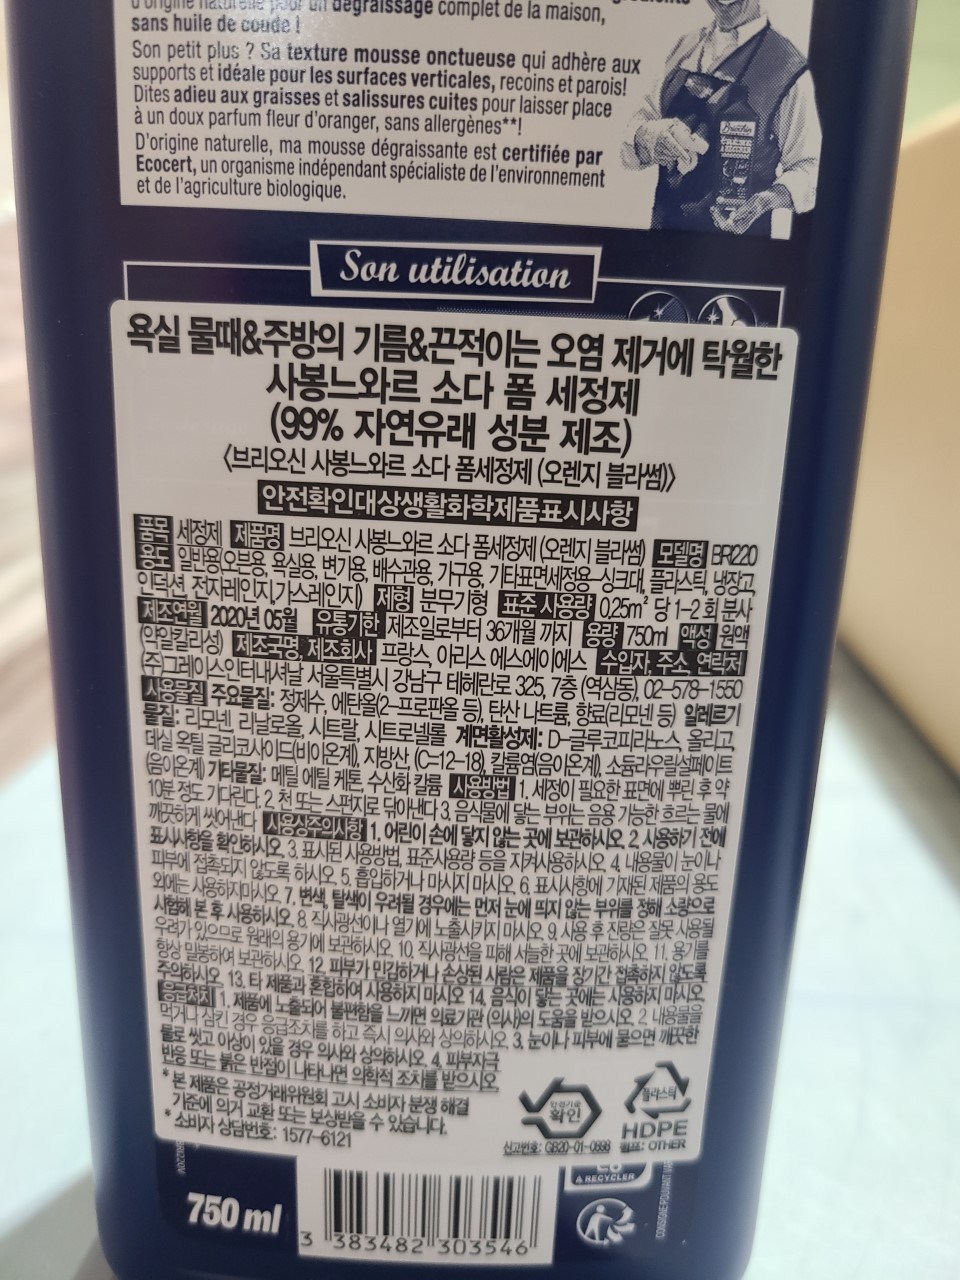 d'origine naturelle pour un dégraissage complet de la maison,
sans huile de coude !
Son petit plus ? Sa texture mousse onctueuse qui adhère aux
supports et idéale pour les surfaces verticales, recoins et parois!
Dites adieu aux graisses et salissures cuites pour laisser place
à un doux parfum fleur d'oranger, sans allergènes**!
D'origine naturelle, ma mousse dégraissante est certifiée par
Ecocert, un organisme indépendant spécialiste de l'environnement
et de l'agriculture biologique.
Briochin
Son utilisation
욕실 물때&주방의 기름&끈적이는 오염 제거에 탁월한
사봉느와르 소다 폼 세정제
(99% 자연유래 성분 제조)
<브리오신 사봉느와르 소다 폼세정제 (오렌지 블라썸)>
안전확인대상생활화학제품표시사항
품목 세정제 제품명 브리오신 사봉느와르 소다 폼세정제 (오렌지 블라썸) 모델명 BRI220
용도 일반용(오븐용, 욕실용, 변기용, 배수관용, 가구용, 기타표면세정용-싱크대, 플라스틱, 냉장고,
인덕션, 전자레인지,가스레인지) 제형 분무기형 표준 사용량 0.25m² 당 1-2 회 분사
제조연월 2020년 05월 유통기한 제조일로부터 36개월 까지 용량 750ml 액성 원액
(약알칼리성) 제조국명, 제조회사 프랑스, 아리스 에스에이에스 수입자, 주소, 연락처
(주)그레이스인터내셔날 서울특별시 강남구 테헤란로 325, 7층 (역삼동), 02-578-1550
사용물질 주요물질: 정제수, 에탄올(2-프로판올 등), 탄산 나트륨, 향료(리모넨 등) 알레르기
물질: 리모넨, 리날로올, 시트랄, 시트로넬롤 계면활성제: D-글루코피라노스, 올리고,
데실 옥틸 글리코사이드(비이온계), 지방산 (C=12-18), 칼륨염(음이온계), 소듐라우릴설페이트
(음이온계) 기타물질: 메틸 에틸 케톤, 수산화 칼륨 사용방법 1. 세정이 필요한 표면에 뿌린 후 약
10분 정도 기다린다. 2. 천 또는 스펀지로 닦아낸다 3. 음식물에 닿는 부위는 음용 가능한 흐르는 물에
깨끗하게 씻어낸다. 사용상주의사항 1. 어린이 손에 닿지 않는 곳에 보관하시오. 2. 사용하기 전에
표시사항을 확인하시오. 3. 표시된 사용방법, 표준사용량 등을 지켜사용하시오. 4. 내용물이 눈이나
피부에 접촉되지 않도록 하시오. 5. 흡입하거나 마시지 마시오. 6. 표시사항에 기재된 제품의 용도
외에는 사용하지마시오. 7. 변색, 탈색이 우려될 경우에는 먼저 눈에 띄지 않는 부위를 정해 소량으로
시험해 본 후 사용하시오. 8. 직사광선이나 열기에 노출시키지 마시오. 9. 사용 후 잔량은 잘못 사용될
우려가 있으므로 원래의 용기에 보관하시오. 10. 직사광선을 피해 서늘한 곳에 보관하시오. 11. 용기를
항상 밀봉하여 보관하시오. 12. 피부가 민감하거나 손상된 사람은 제품을 장기간 접촉하지 않도록
주의하시오. 13. 타 제품과 혼합하여 사용하지 마시오 14. 음식이 닿는 곳에는 사용하지 마시오.
응급처치 1. 제품에 노출되어 불편함을 느끼면 의료기관 (의사)의 도움을 받으시오. 2. 내용물을
먹거나 삼킨 경우 응급조치를 하고 즉시 의사와 상의하시오. 3. 눈이나 피부에 묻으면 깨끗한
물로 씻고 이상이 있을 경우 의사와 상의하시오. 4. 피부자극
반응 또는 붉은 반점이 나타나면 의학적 조치를 받으시오
* 본 제품은 공정거래위원회 고시 소비자 분쟁 해결
기준에 의거 교환 또는 보상받을 수 있습니다.
* 소비자 상담번호: 1577-6121
안전기준
확인
신고번호: GB20-01-0668
플라스틱
HDPE
펌프: OTHER
À RECYCLER
750 ml
3 383482 303546